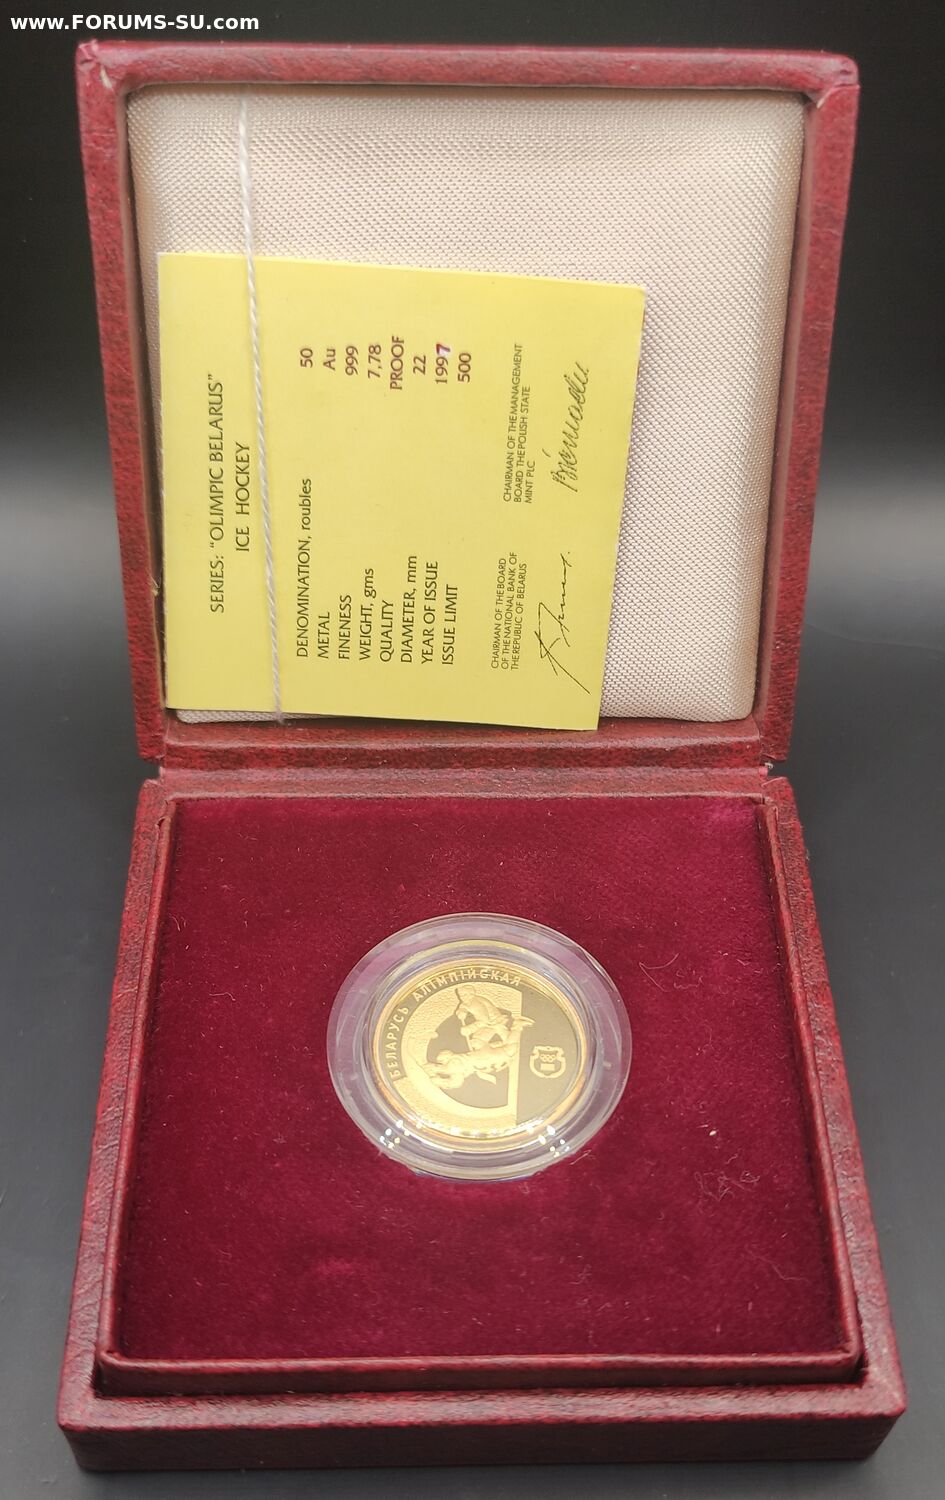 www.FORUMS-SU.com
SERIES: "OLIMPIC BELARUS"
ICE HOCKEY
DENOMINATION, roubles 50
METAL Au
FINENESS 999
WEIGHT, gms 7,78
QUALITY PROOF
DIAMETER, mm 22
YEAR OF ISSUE 1997
ISSUE LIMIT 500
CHAIRMAN OF THE BOARD
OF THE NATIONAL BANK OF
THE REPUBLIC OF BELARUS
CHAIRMAN OF THE MANAGEMENT
BOARD THE POLISH STATE
MINT PLC
БЕЛАРУСЬ АЛІМПІЙСКАЯ